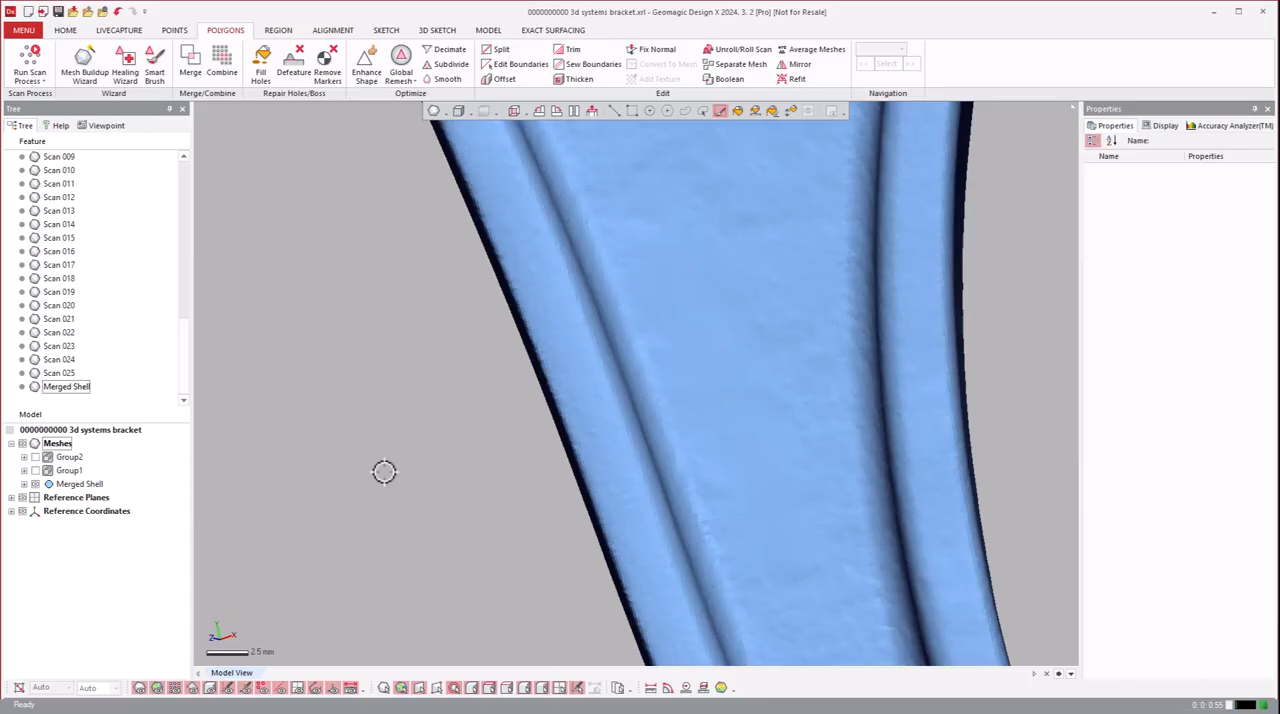 0000000000 3d systems bracket.xrl - Geomagic Design X 2024. 3. 2 [Pro] [Not for Resale]
MENU HOME LIVECAPTURE POINTS POLYGONS REGION ALIGNMENT SKETCH 3D SKETCH MODEL EXACT SURFACING
Run Scan Process
Mesh Buildup Wizard
Healing Wizard
Smart Brush
Merge
Combine
Fill Holes
Defeature
Remove Markers
Enhance Shape
Global Remesh
Decimate
Subdivide
Smooth
Split
Edit Boundaries
Offset
Trim
Sew Boundaries
Thicken
Fix Normal
Convert To Mesh
Add Texture
Unroll/Roll Scan
Separate Mesh
Boolean
Average Meshes
Mirror
Refit
<< Select >>
Scan Process Wizard Merge/Combine Repair Holes/Boss Optimize Edit Navigation
Tree
Tree Help Viewpoint
Feature
Scan 009
Scan 010
Scan 011
Scan 012
Scan 013
Scan 014
Scan 015
Scan 016
Scan 017
Scan 018
Scan 019
Scan 020
Scan 021
Scan 022
Scan 023
Scan 024
Scan 025
Merged Shell
Model
0000000000 3d systems bracket
Meshes
Group2
Group1
Merged Shell
Reference Planes
Reference Coordinates
Y
Z X
2.5 mm
Model View
Properties
Properties Display Accuracy Analyzer(TM)
Name:
Name Properties
Auto Auto
Ready
0: 0: 0:55